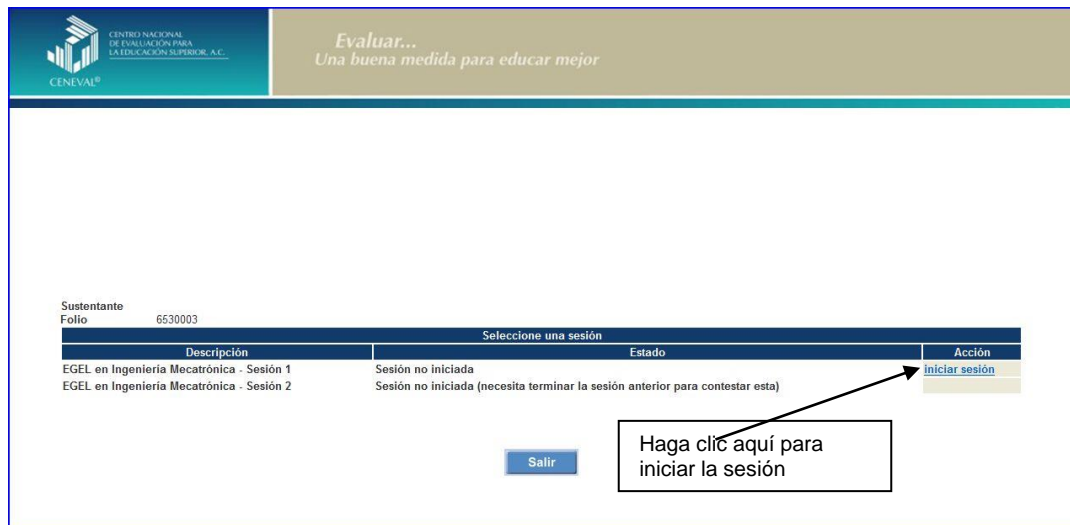 CENTRO NACIONAL
DE EVALUACIÓN PARA
LA EDUCACIÓN SUPERIOR, A.C.
CENEVAL®
Evaluar...
Una buena medida para educar mejor
Sustentante
Folio 6530003
Seleccione una sesión
Descripción Estado Acción
EGEL en Ingeniería Mecatrónica - Sesión 1 Sesión no iniciada iniciar sesión
EGEL en Ingeniería Mecatrónica - Sesión 2 Sesión no iniciada (necesita terminar la sesión anterior para contestar esta)
Haga clic aquí para
iniciar la sesión
Salir